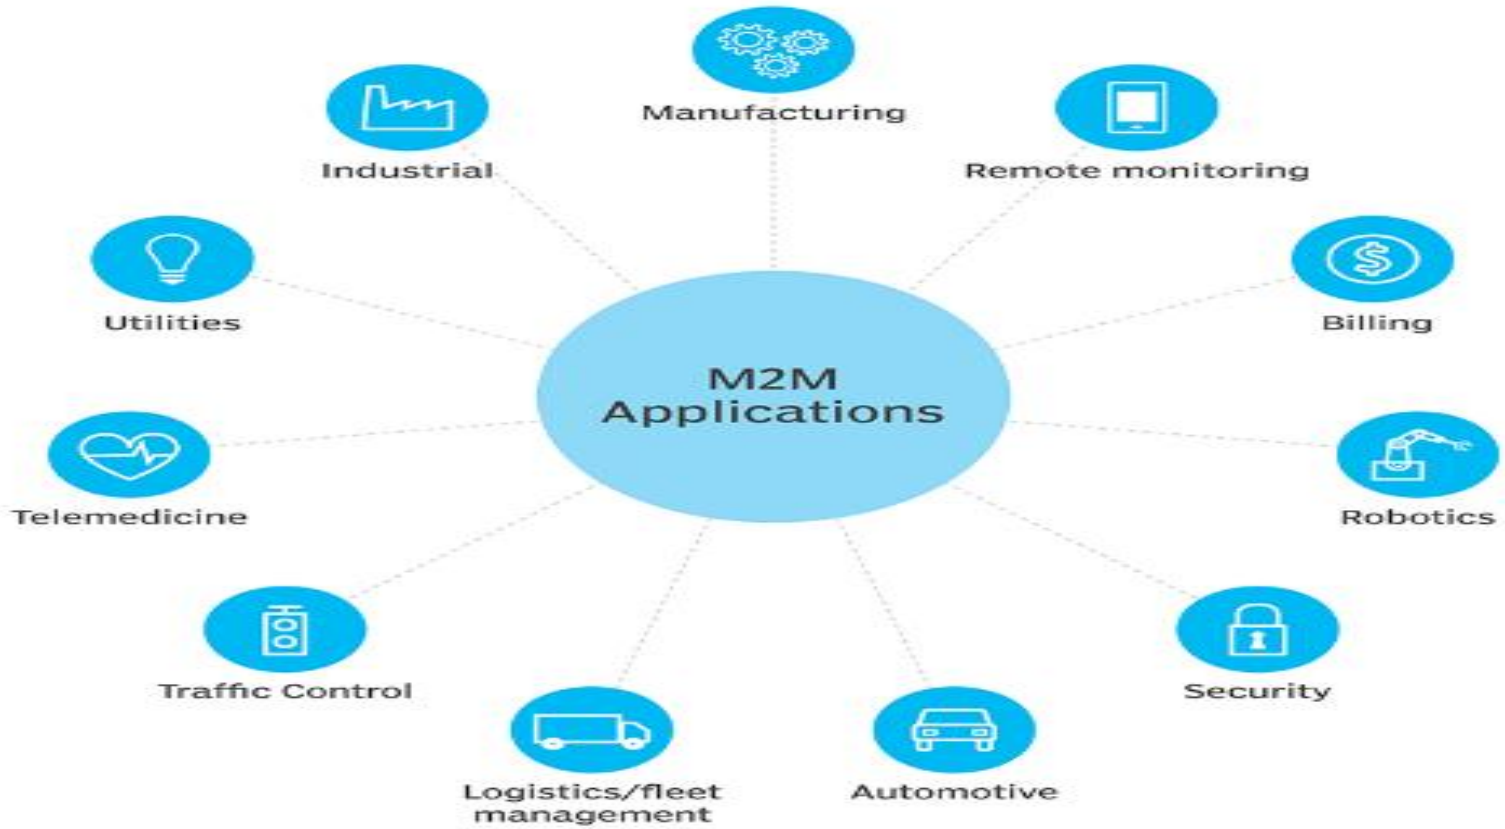 Manufacturing
Industrial
Remote monitoring
Utilities
Billing
M2M
Applications
Telemedicine
Robotics
Traffic Control
Security
Logistics/fleet
management
Automotive